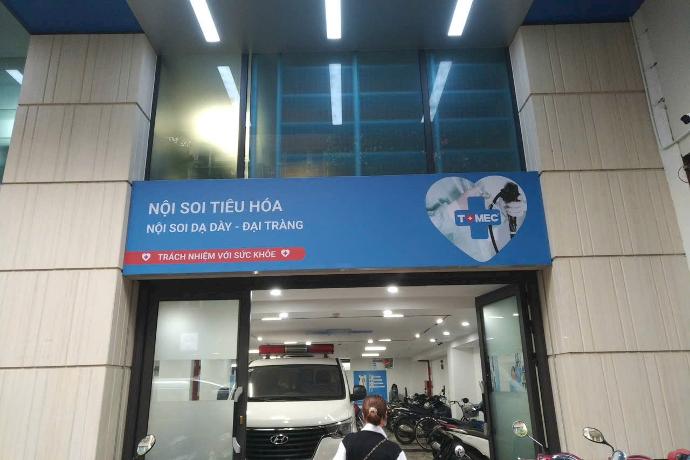 NỘI SOI TIÊU HÓA
NỘI SOI DẠ DÀY - ĐẠI TRÀNG
TRÁCH NHIỆM VỚI SỨC KHỎE
T+MEC